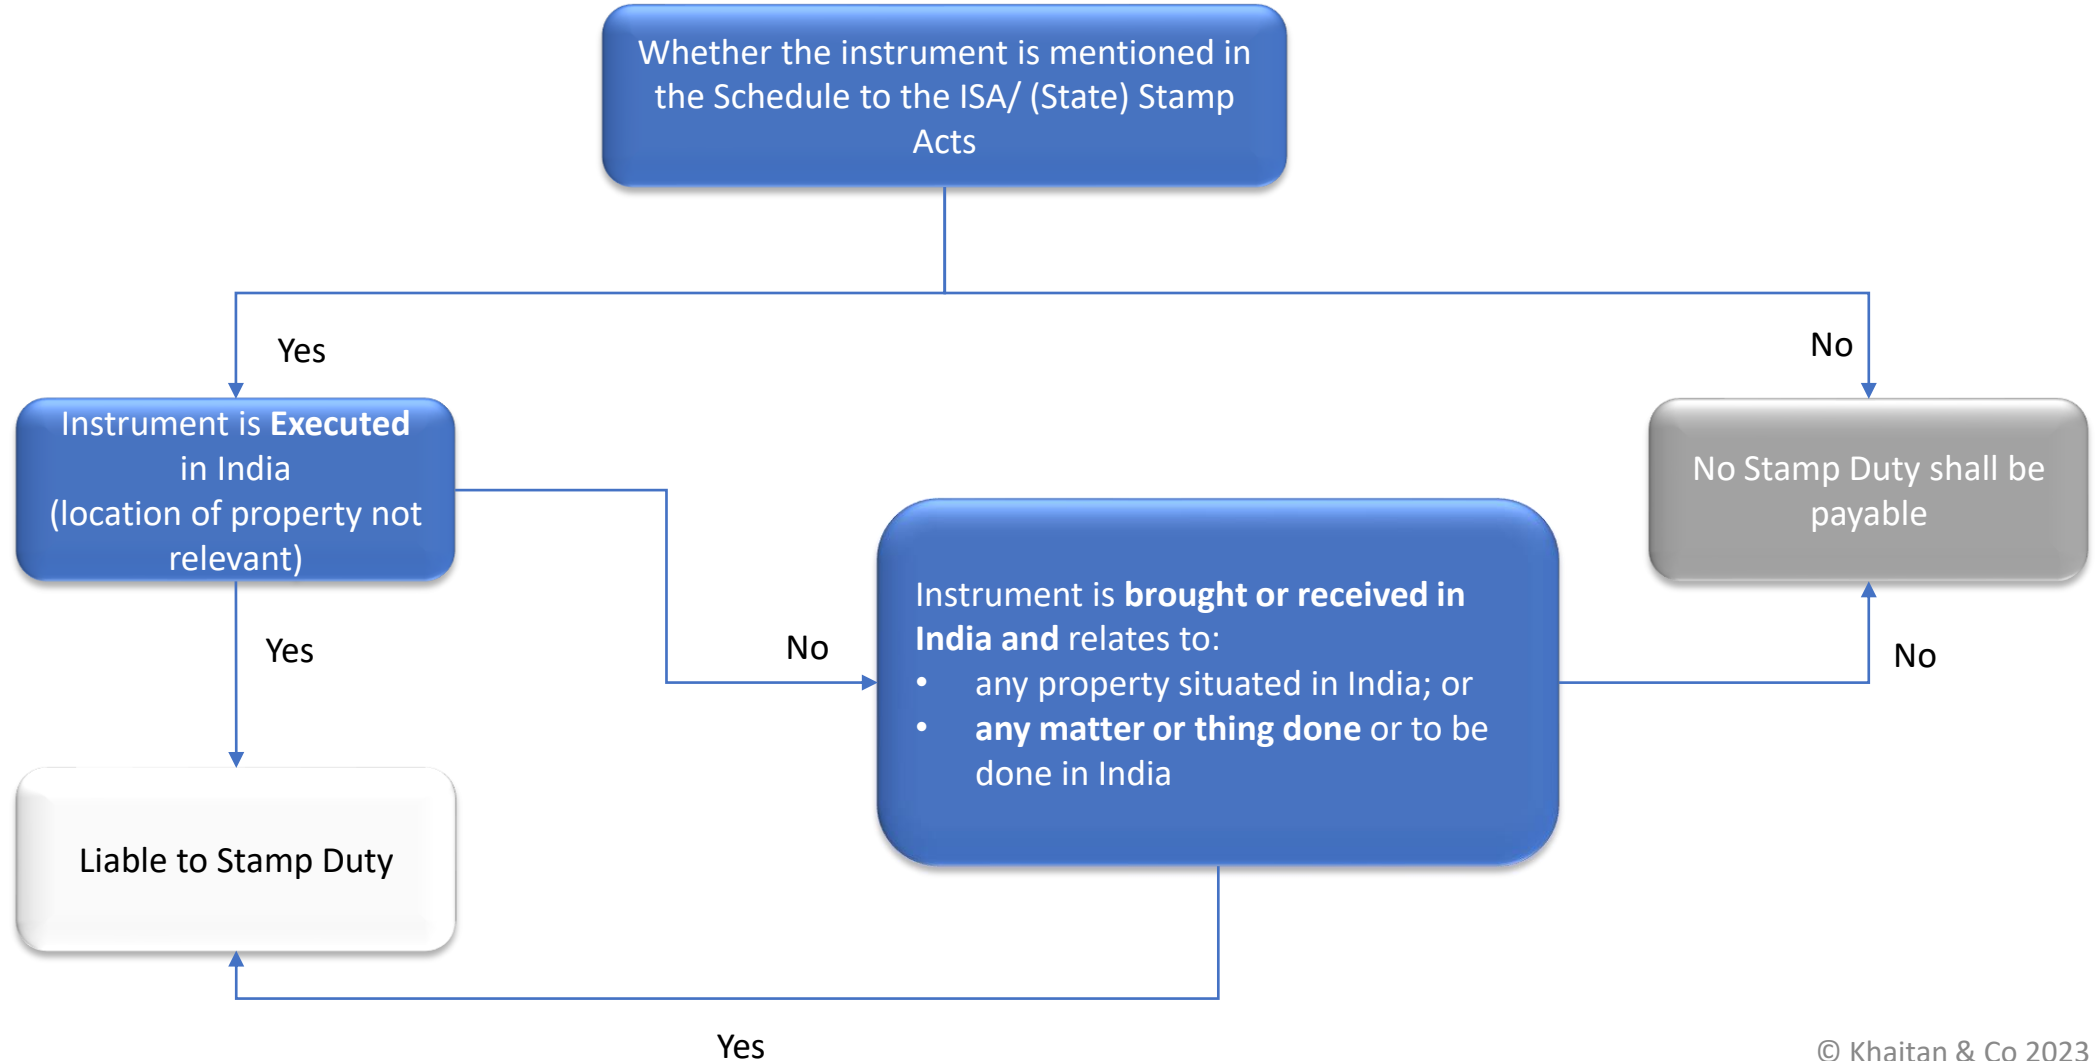 Whether the instrument is mentioned in
the Schedule to the ISA/ (State) Stamp
Acts
Yes
No
Instrument is Executed
in India
(location of property not
relevant)
No Stamp Duty shall be
payable
Instrument is brought or received in
India and relates to:
• any property situated in India; or
• any matter or thing done or to be
done in India
Yes
No
No
Liable to Stamp Duty
Yes
© Khaitan & Co 2023